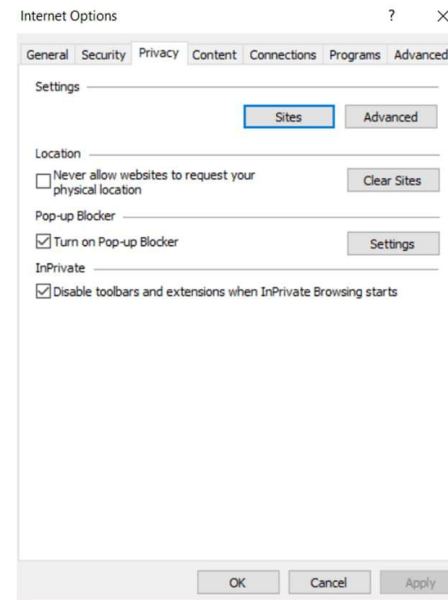 Internet Options ? X
General Security Privacy Content Connections Programs Advanced
Settings
Sites Advanced
Location
Never allow websites to request your
physical location
Clear Sites
Pop-up Blocker
Turn on Pop-up Blocker Settings
InPrivate
Disable toolbars and extensions when InPrivate Browsing starts
OK Cancel Apply